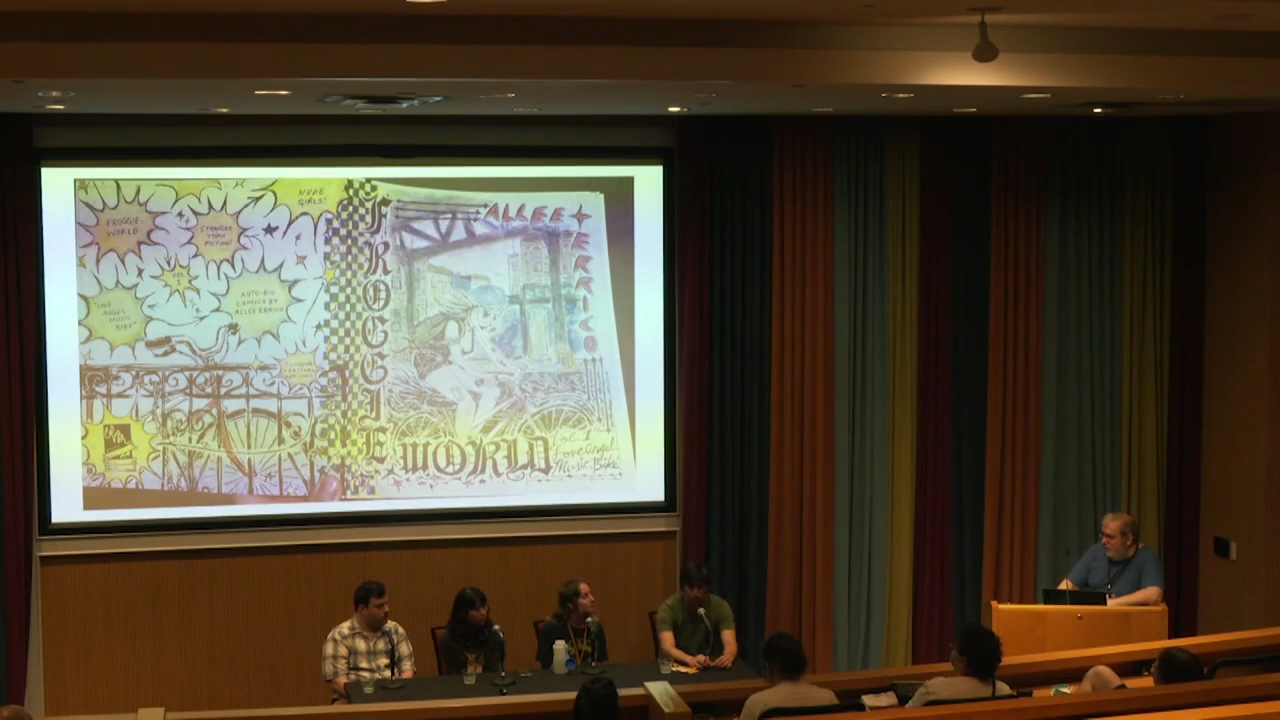 NUDE
GIRLS!
FROGGIE-
WORLD
STRANGER
THAN
FICTION!
VOL.
1
"LOVE
ANGEL
MUSIC
BIKE"
AUTO-BIO
COMICS BY
ALLEE ERRICO
FROGGIE
WORLD
ALLEE
ERRICO
Vol. 1
Love Angel
Music Bike